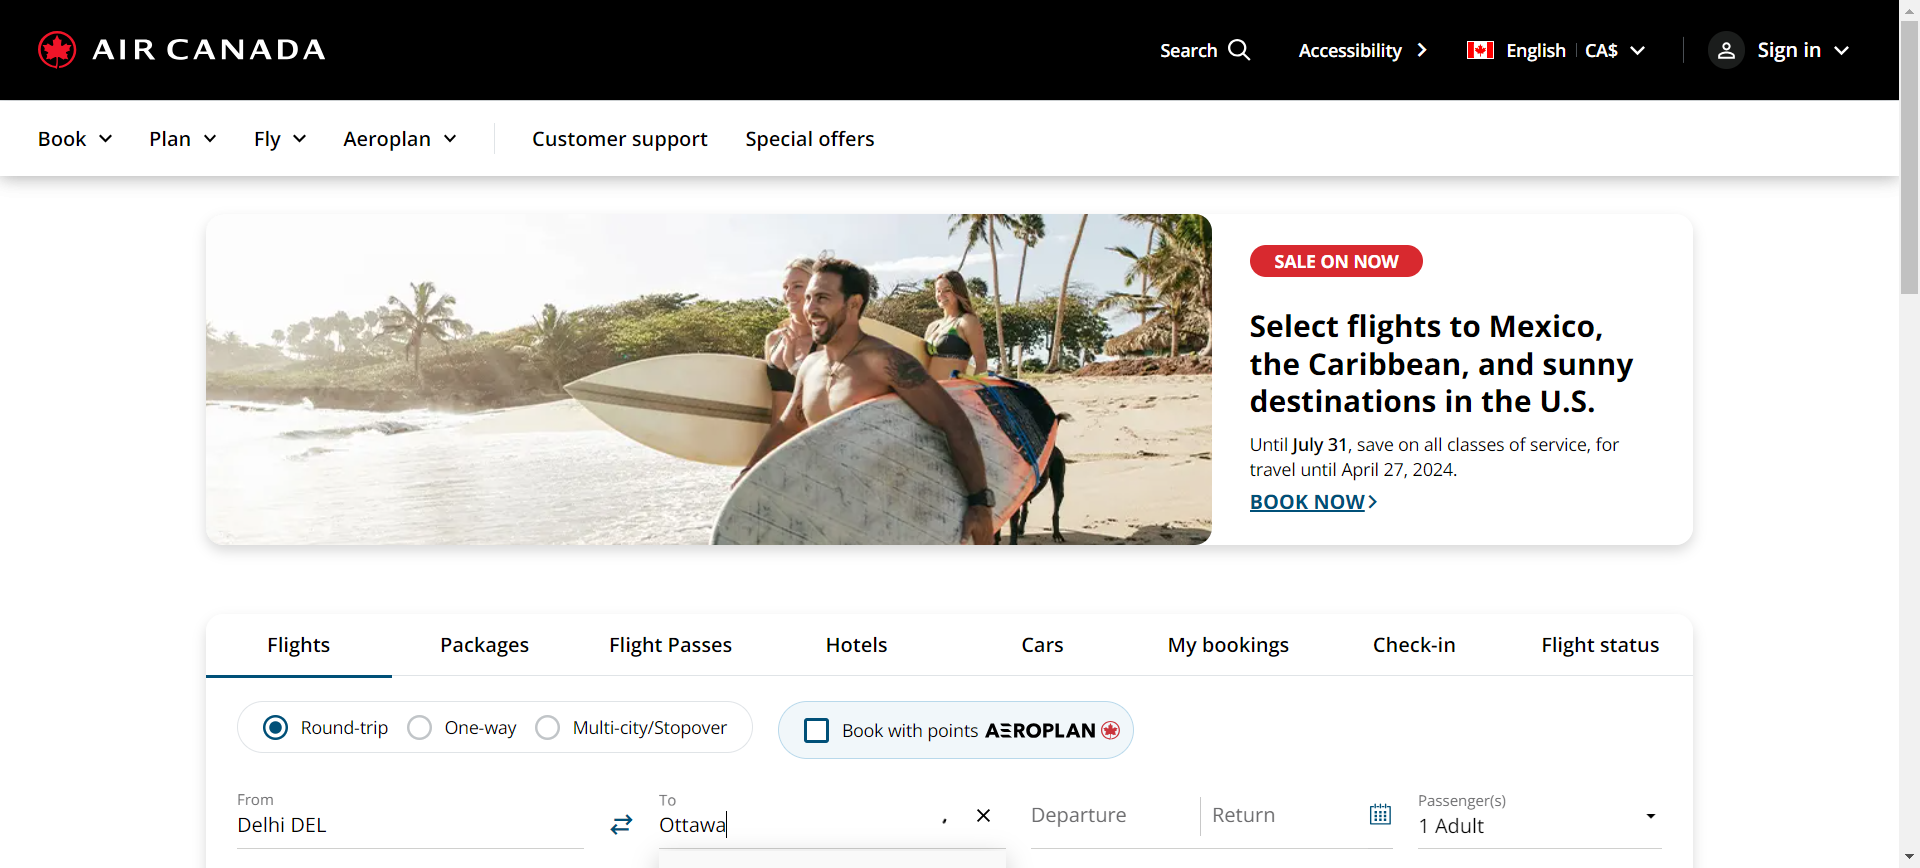 AIR CANADA
Search
Accessibility
English
CA$
Sign in
Book
Plan
Fly
Aeroplan
Customer support
Special offers
SALE ON NOW
Select flights to Mexico,
the Caribbean, and sunny
destinations in the U.S.
Until July 31, save on all classes of service, for
travel until April 27, 2024.
BOOK NOW
Flights
Packages
Flight Passes
Hotels
Cars
My bookings
Check-in
Flight status
Round-trip
One-way
Multi-city/Stopover
Book with points AEROPLAN
From
Delhi DEL
To
Ottawa
Departure
Return
Passenger(s)
1 Adult